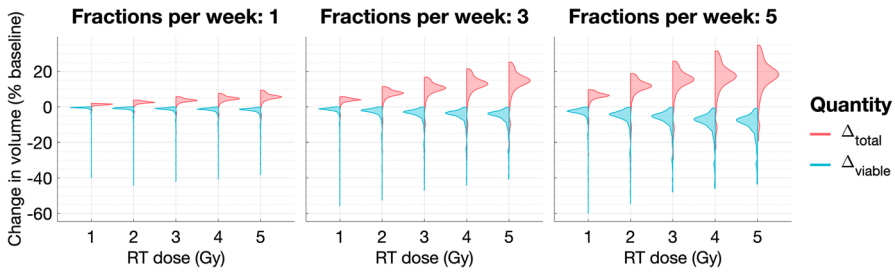 Fractions per week: 1
Fractions per week: 3
Fractions per week: 5
Change in volume (% baseline)
20
0
-20
-40
-60
1 2 3 4 5
1 2 3 4 5
1 2 3 4 5
RT dose (Gy)
RT dose (Gy)
RT dose (Gy)
Quantity
Δtotal
Δviable